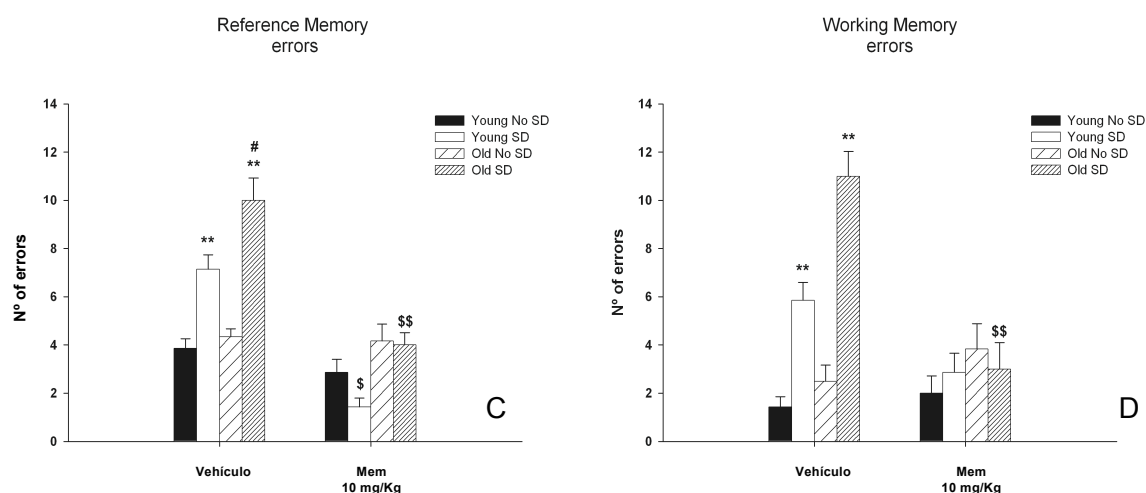 Reference Memory
errors
14
12
10
8
6
4
2
0
Nº of errors
Young No SD
Young SD
Old No SD
Old SD
**
#
**
$
$$
Vehículo
Mem
10 mg/Kg
C
Working Memory
errors
14
12
10
8
6
4
2
0
Nº of errors
Young No SD
Young SD
Old No SD
Old SD
**
**
$$
Vehículo
Mem
10 mg/Kg
D